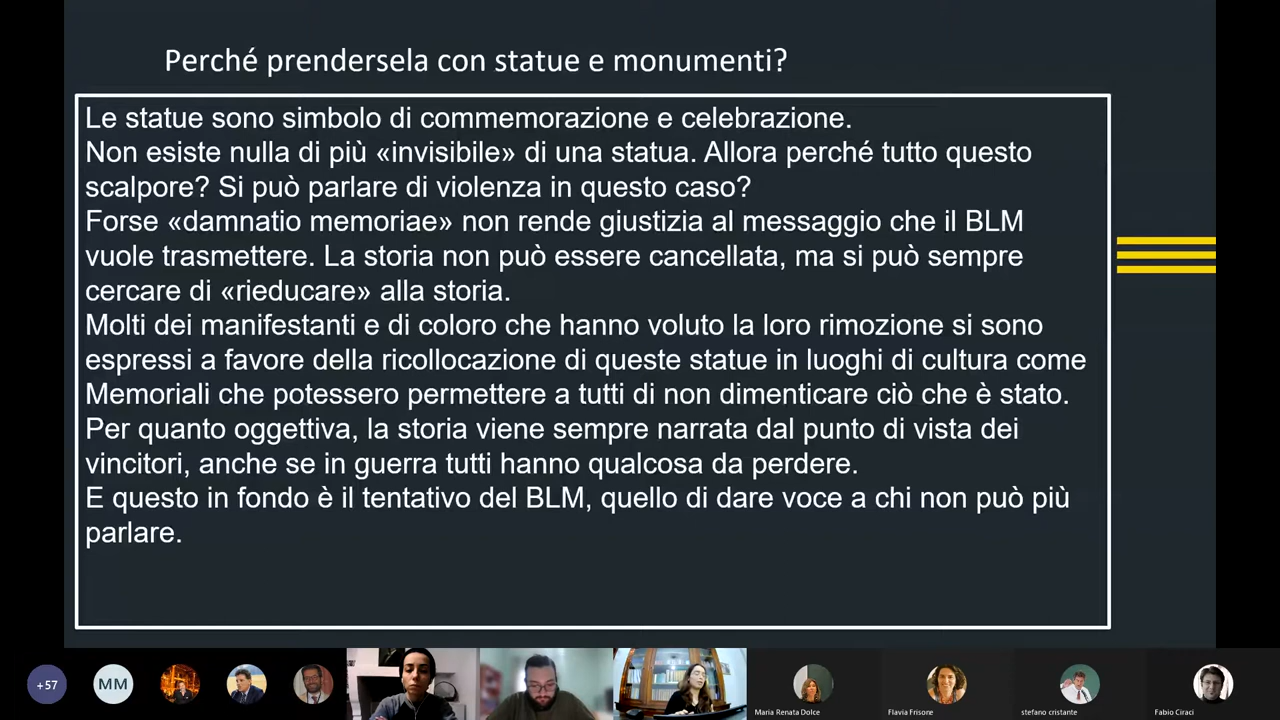 Perché prendersela con statue e monumenti?
Le statue sono simbolo di commemorazione e celebrazione.
Non esiste nulla di più «invisibile» di una statua. Allora perché tutto questo
scalpore? Si può parlare di violenza in questo caso?
Forse «damnatio memoriae» non rende giustizia al messaggio che il BLM
vuole trasmettere. La storia non può essere cancellata, ma si può sempre
cercare di «rieducare» alla storia.
Molti dei manifestanti e di coloro che hanno voluto la loro rimozione si sono
espressi a favore della ricollocazione di queste statue in luoghi di cultura come
Memoriali che potessero permettere a tutti di non dimenticare ciò che è stato.
Per quanto oggettiva, la storia viene sempre narrata dal punto di vista dei
vincitori, anche se in guerra tutti hanno qualcosa da perdere.
E questo in fondo è il tentativo del BLM, quello di dare voce a chi non può più
parlare.
+57
MM
Maria Renata Dolce
Flavia Frisone
stefano cristante
Fabio Ciraci